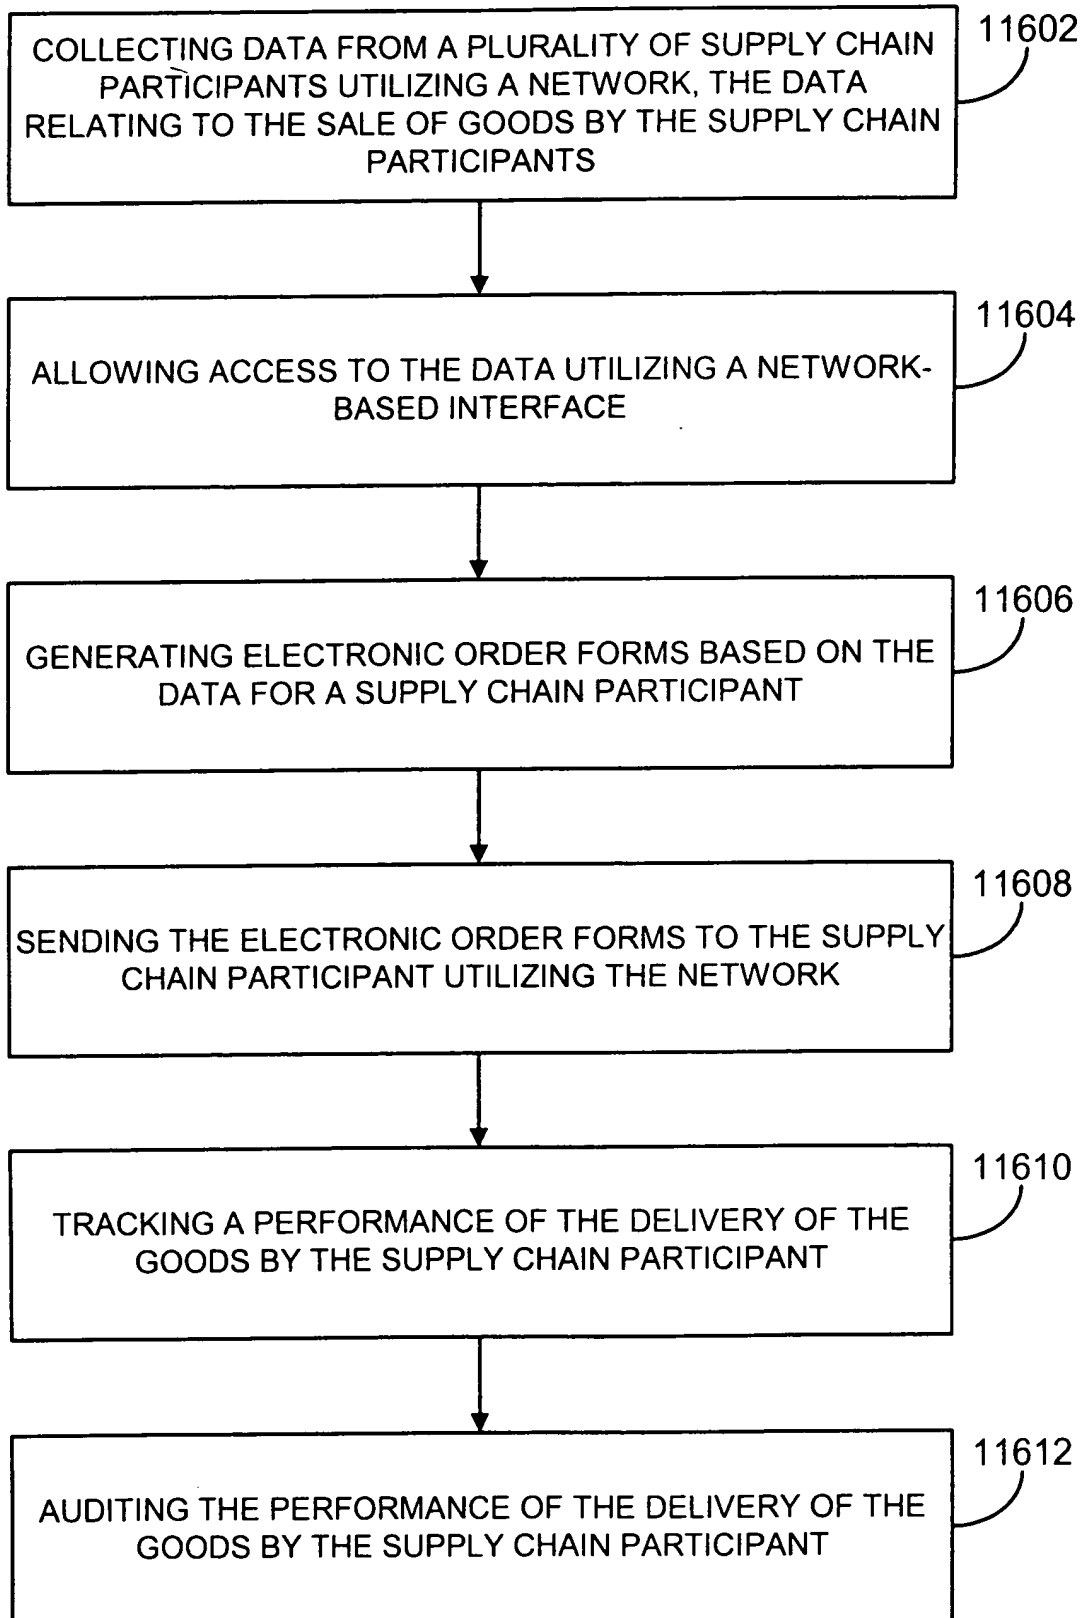 COLLECTING DATA FROM A PLURALITY OF SUPPLY CHAIN
PARTICIPANTS UTILIZING A NETWORK, THE DATA
RELATING TO THE SALE OF GOODS BY THE SUPPLY CHAIN
PARTICIPANTS
11602
ALLOWING ACCESS TO THE DATA UTILIZING A NETWORK-
BASED INTERFACE
11604
GENERATING ELECTRONIC ORDER FORMS BASED ON THE
DATA FOR A SUPPLY CHAIN PARTICIPANT
11606
SENDING THE ELECTRONIC ORDER FORMS TO THE SUPPLY
CHAIN PARTICIPANT UTILIZING THE NETWORK
11608
TRACKING A PERFORMANCE OF THE DELIVERY OF THE
GOODS BY THE SUPPLY CHAIN PARTICIPANT
11610
AUDITING THE PERFORMANCE OF THE DELIVERY OF THE
GOODS BY THE SUPPLY CHAIN PARTICIPANT
11612